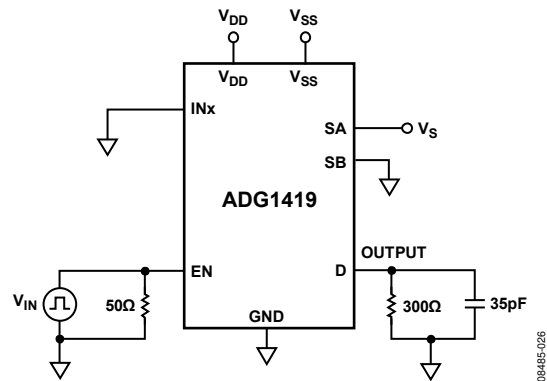 VDD VSS
VDD VSS
INx
SA VS
SB
ADG1419
OUTPUT
EN D
VIN 50Ω 300Ω 35pF
GND
08485-026